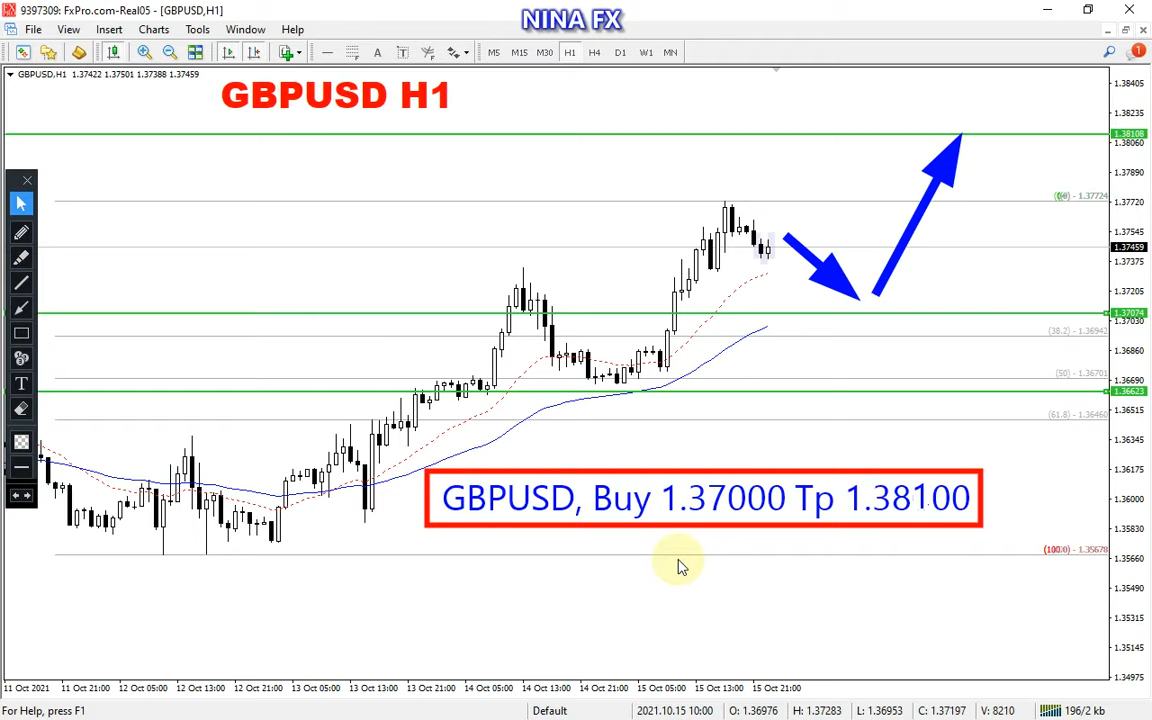 9397309: FxPro.com-Real05 - [GBPUSD,H1]
NINA FX
File View Insert Charts Tools Window Help
A T M5 M15 M30 H1 H4 D1 W1 MN 1
GBPUSD,H1 1.37422 1.37501 1.37388 1.37459
GBPUSD H1
1.38405
1.38235
1.38108
1.38060
1.37890
1.37724
1.37720
1.37545
1.37459
1.37375
1.37205
1.37074
1.37030
(38.2) - 1.36942
1.36860
(50) - 1.36701
1.36690
1.36623
1.36515
(61.8) - 1.36460
1.36345
1.36175
GBPUSD, Buy 1.37000 Tp 1.38100
1.36000
1.35830
(100.0) - 1.35678
1.35660
1.35490
1.35315
1.35145
1.34975
T
11 Oct 2021 11 Oct 21:00 12 Oct 05:00 12 Oct 13:00 12 Oct 21:00 13 Oct 05:00 13 Oct 13:00 13 Oct 21:00 14 Oct 05:00 14 Oct 13:00 14 Oct 21:00 15 Oct 05:00 15 Oct 13:00 15 Oct 21:00
For Help, press F1 Default 2021.10.15 10:00 O: 1.36976 H: 1.37283 L: 1.36953 C: 1.37197 V: 8210 196/2 kb